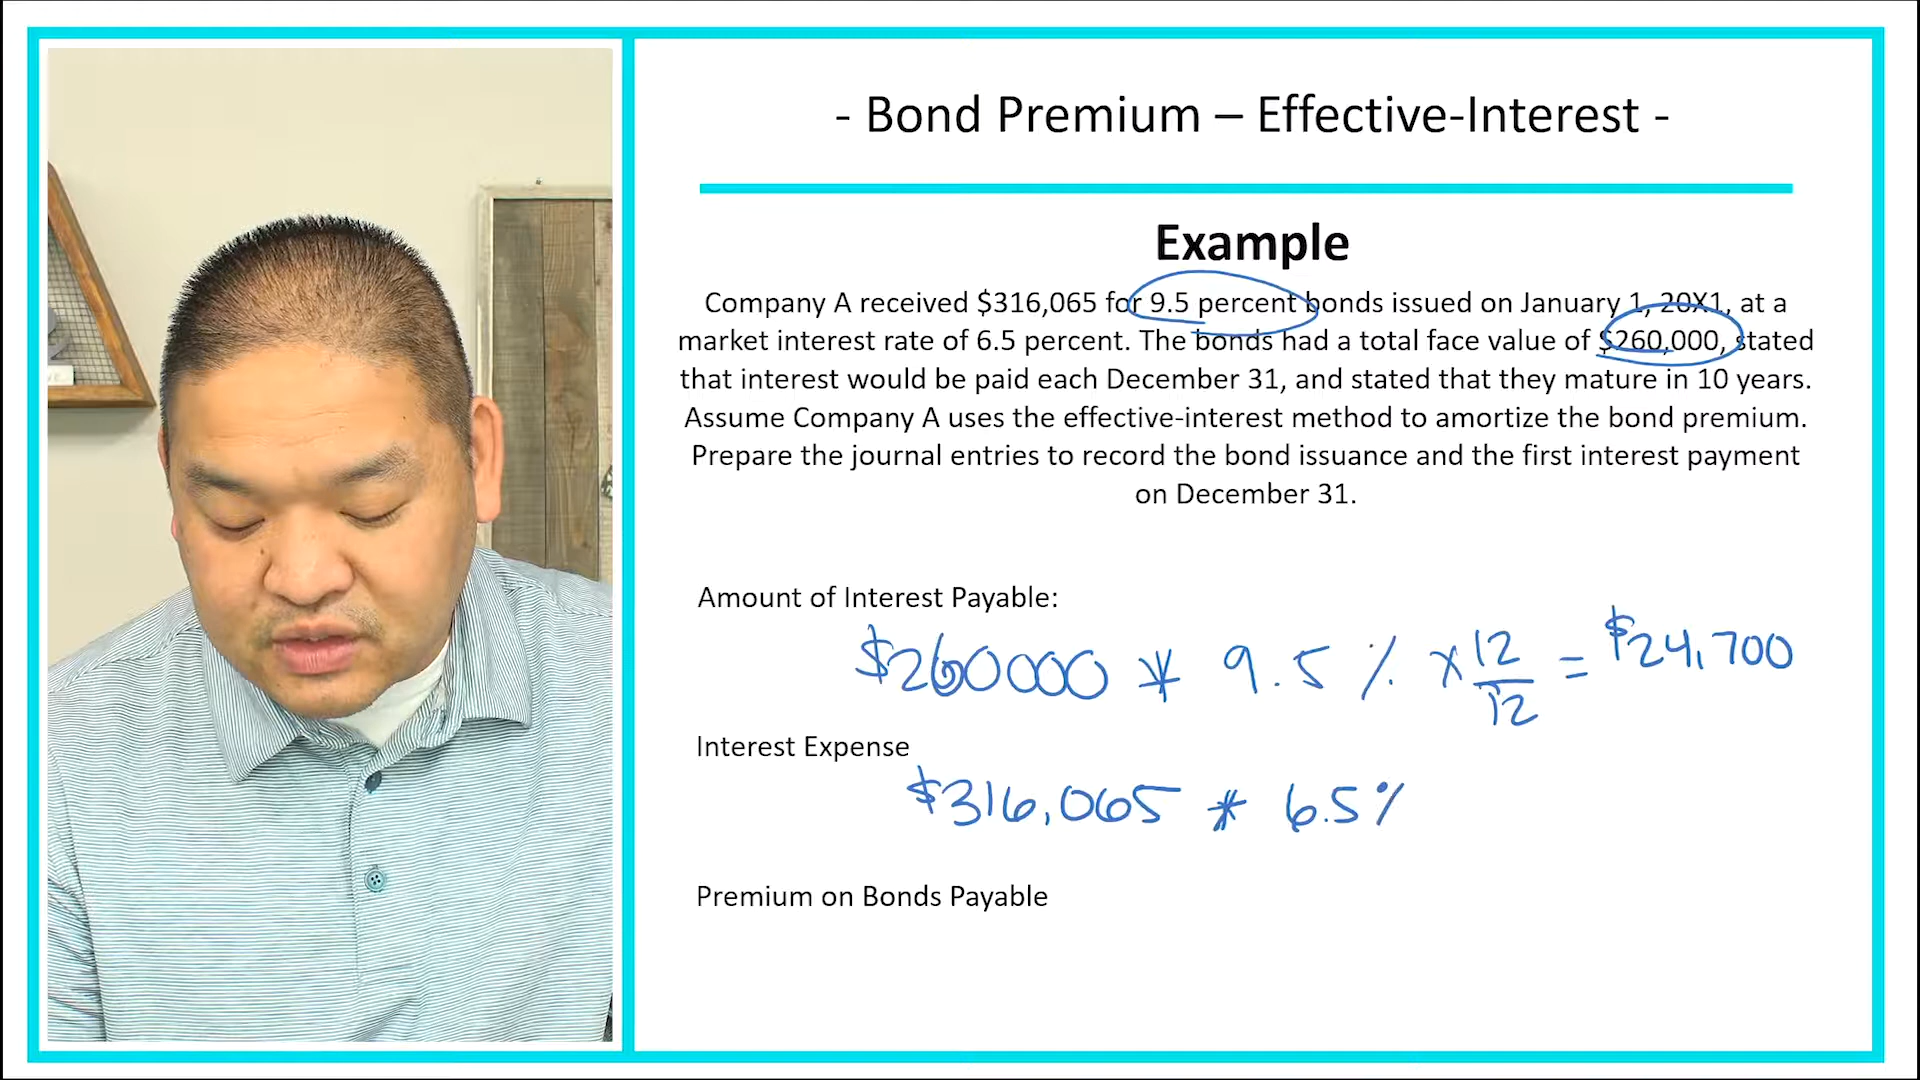 - Bond Premium – Effective-Interest -
Example
Company A received $316,065 for 9.5 percent bonds issued on January 1, 20X1, at a
market interest rate of 6.5 percent. The bonds had a total face value of $260,000, stated
that interest would be paid each December 31, and stated that they mature in 10 years.
Assume Company A uses the effective-interest method to amortize the bond premium.
Prepare the journal entries to record the bond issuance and the first interest payment
on December 31.
Amount of Interest Payable:
$260000 * 9.5 % x 12/12 = $24,700
Interest Expense
$316,065 * 6.5%
Premium on Bonds Payable